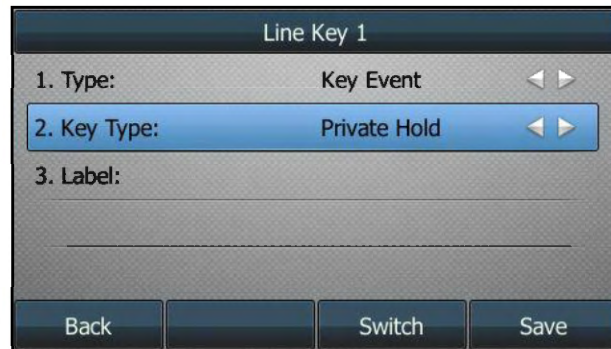 Line Key 1
1. Type: Key Event
2. Key Type: Private Hold
3. Label:
Back Switch Save